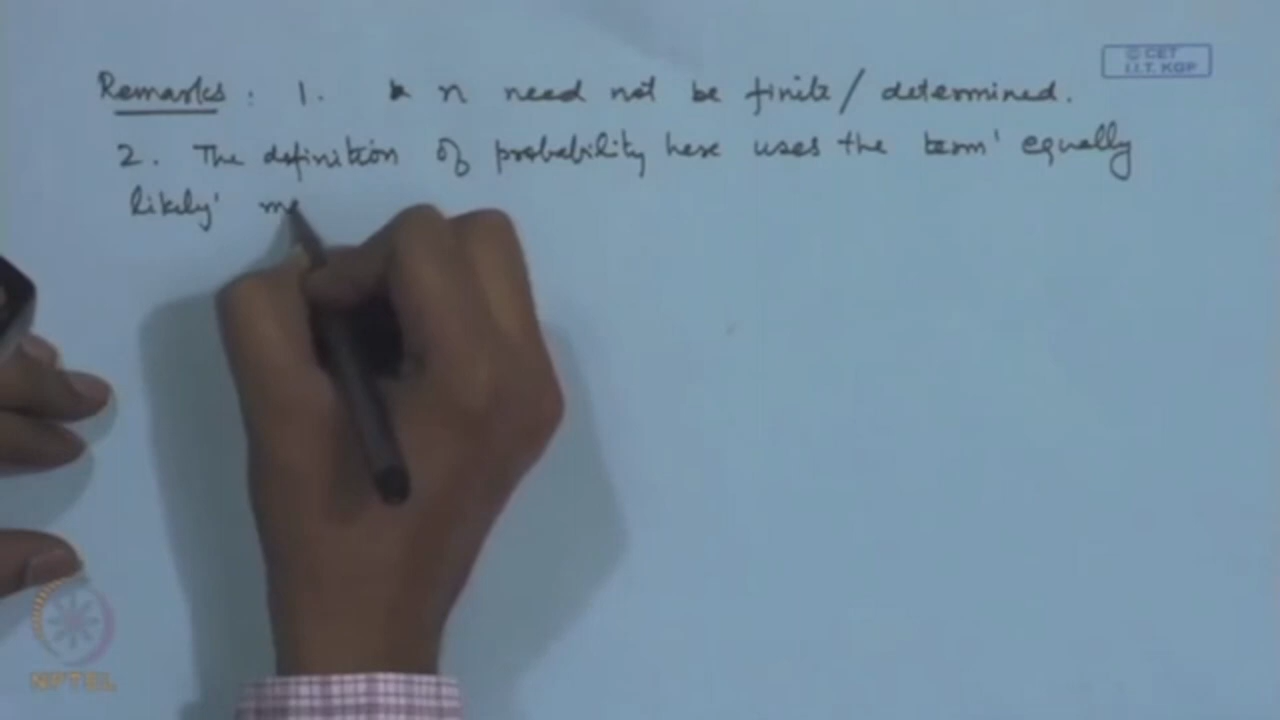 © CET
I.I.T. KGP
Remarks : 1. n need not be finite / determined.
2. The definition of probability here uses the term 'equally
likely' me
NPTEL